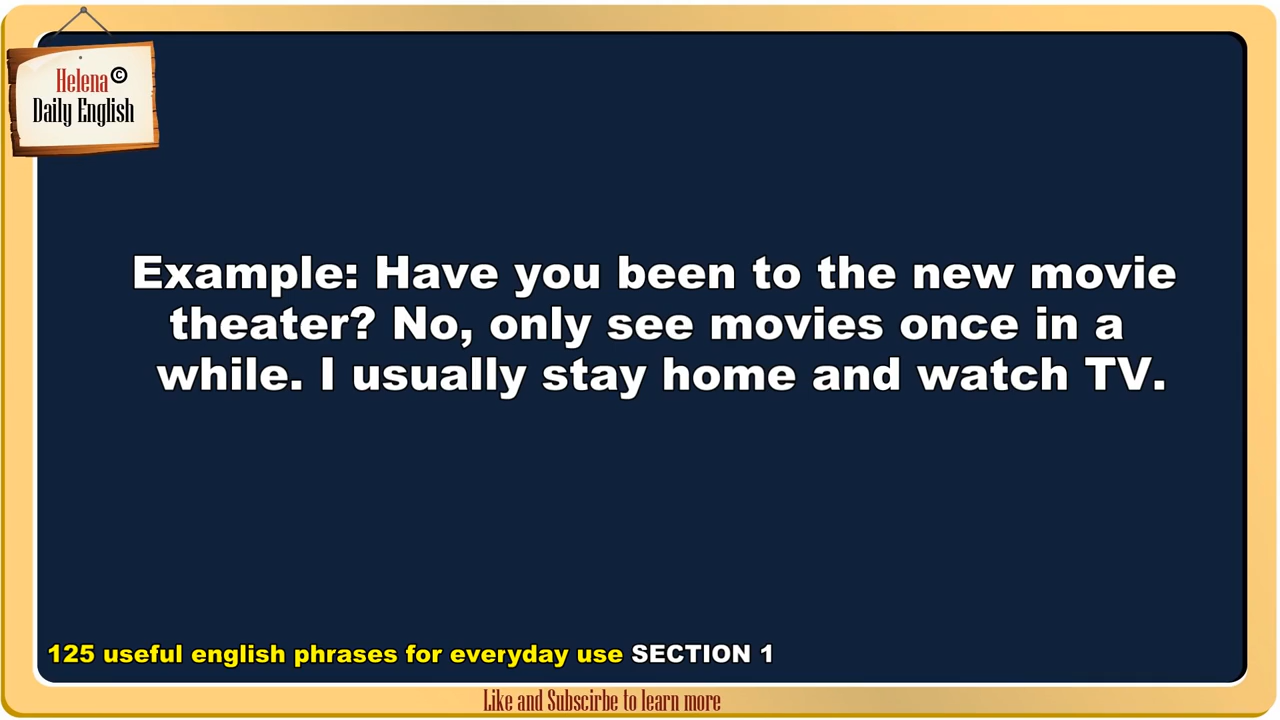 Helena©
Daily English
Example: Have you been to the new movie
theater? No, only see movies once in a
while. I usually stay home and watch TV.
125 useful english phrases for everyday use SECTION 1
Like and Subscirbe to learn more